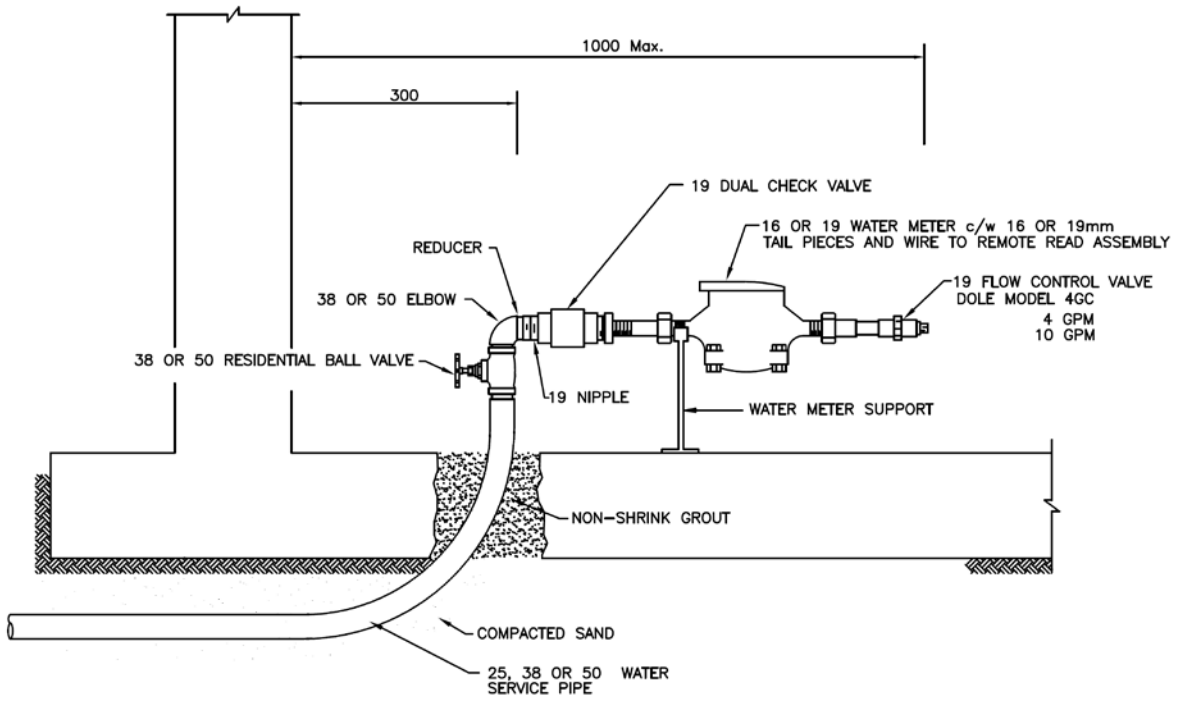 1000 Max.
300
19 DUAL CHECK VALVE
16 OR 19 WATER METER c/w 16 OR 19mm
TAIL PIECES AND WIRE TO REMOTE READ ASSEMBLY
REDUCER
19 FLOW CONTROL VALVE
DOLE MODEL 4GC
4 GPM
10 GPM
38 OR 50 ELBOW
38 OR 50 RESIDENTIAL BALL VALVE
19 NIPPLE
WATER METER SUPPORT
NON-SHRINK GROUT
COMPACTED SAND
25, 38 OR 50 WATER
SERVICE PIPE